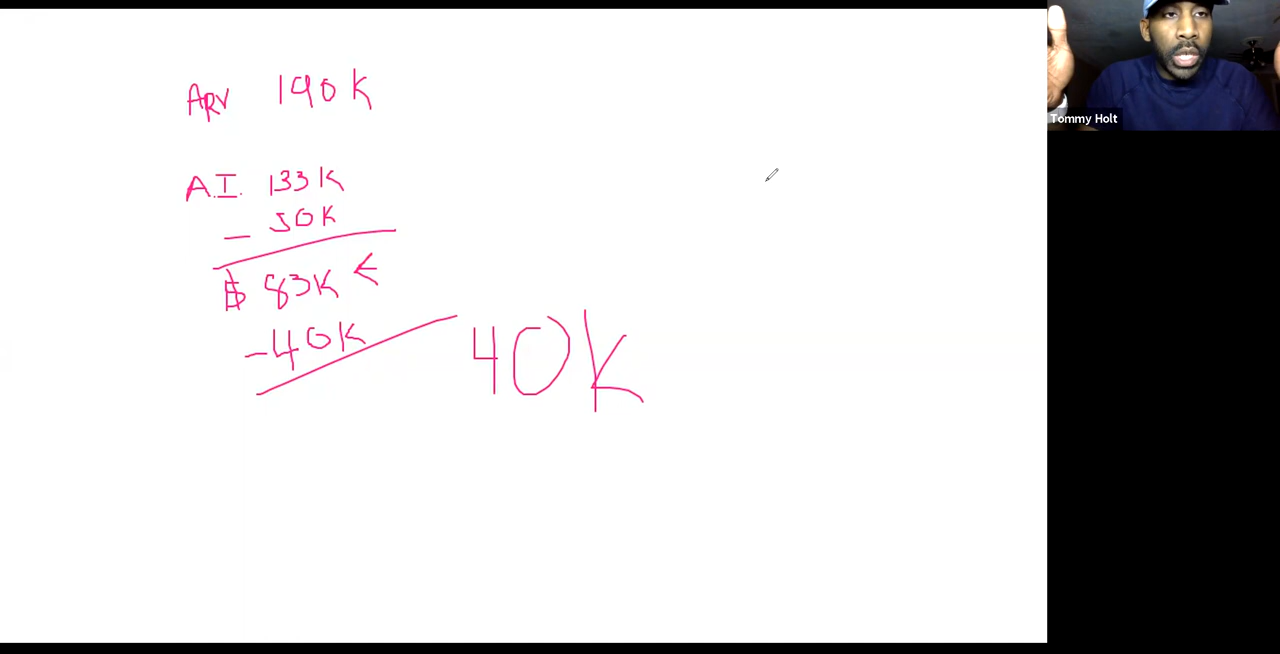 ARV 190K
A.I. 133K
- 50K
$ 83K <
- 40K
40K
Tommy Holt